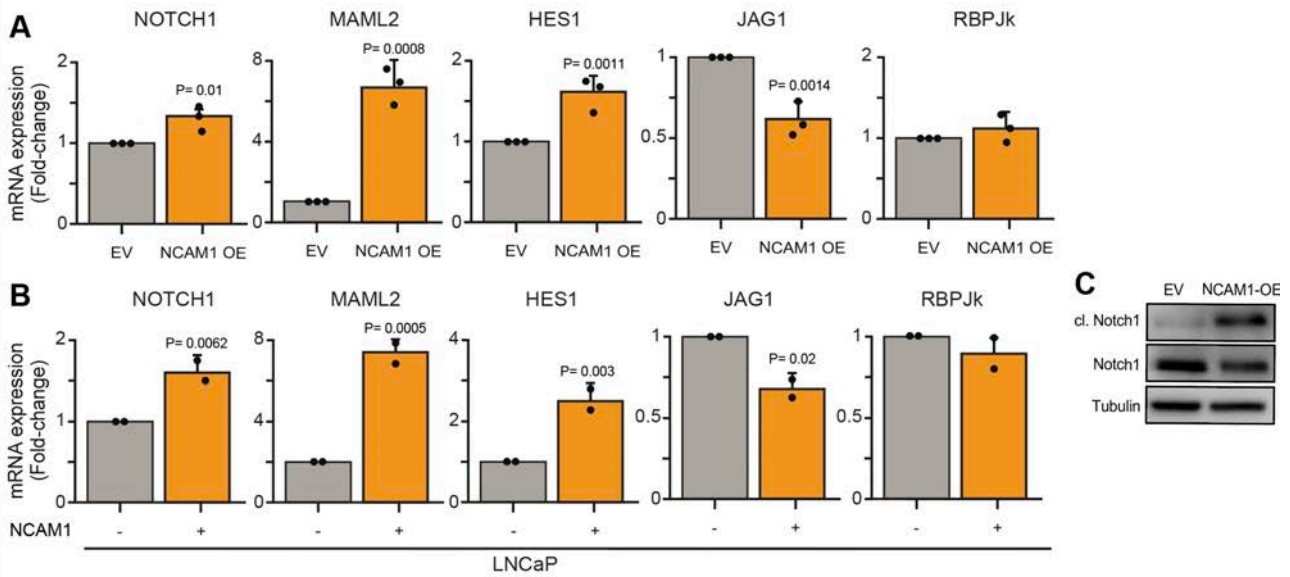 A
NOTCH1 MAML2 HES1 JAG1 RBPJk
mRNA expression
(Fold-change)
2 1 0
P= 0.01
EV NCAM1 OE
8 4 0
P= 0.0008
EV NCAM1 OE
2 1 0
P= 0.0011
EV NCAM1 OE
1 0.5 0
P= 0.0014
EV NCAM1 OE
2 1 0
EV NCAM1 OE
B
NOTCH1 MAML2 HES1 JAG1 RBPJk
mRNA expression
(Fold-change)
2 1 0
P= 0.0062
8 4 0
P= 0.0005
4 2 0
P= 0.003
1 0.5 0
P= 0.02
1 0.5 0
NCAM1 - + - + - + - + - +
LNCaP
C
EV NCAM1-OE
cl. Notch1
Notch1
Tubulin